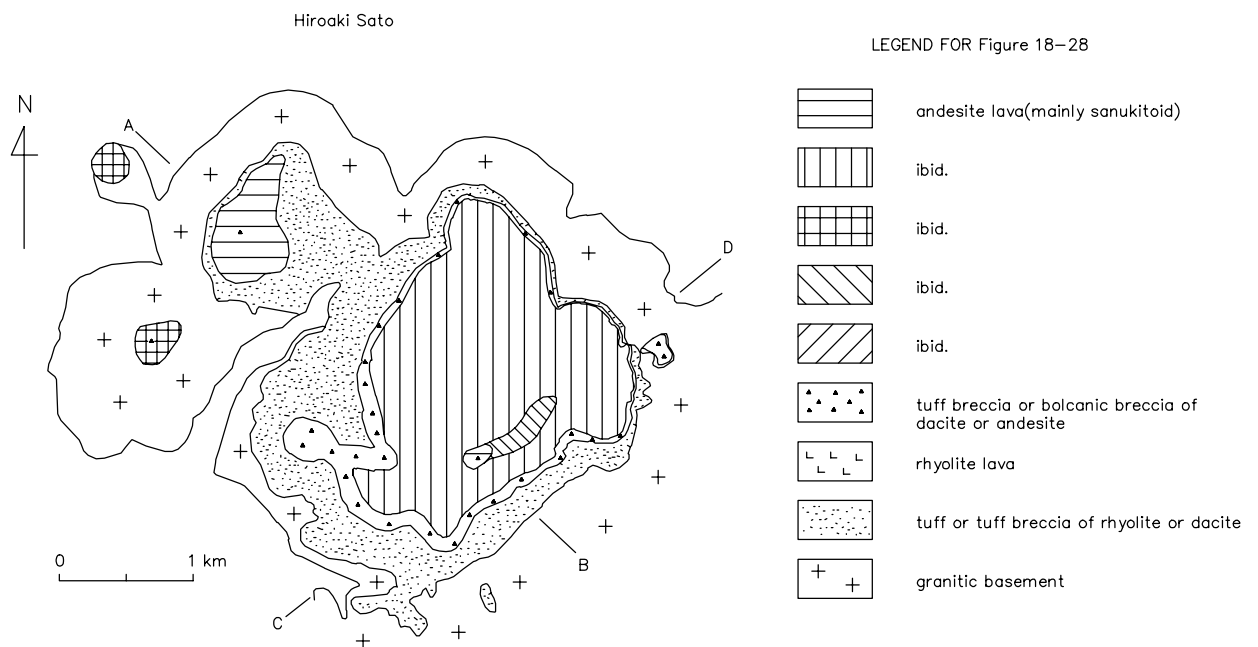 Hiroaki Sato
LEGEND FOR Figure 18-28
N
A
D
B
C
0 1 km
andesite lava(mainly sanukitoid)
ibid.
ibid.
ibid.
ibid.
tuff breccia or bolcanic breccia of
dacite or andesite
rhyolite lava
tuff or tuff breccia of rhyolite or dacite
granitic basement